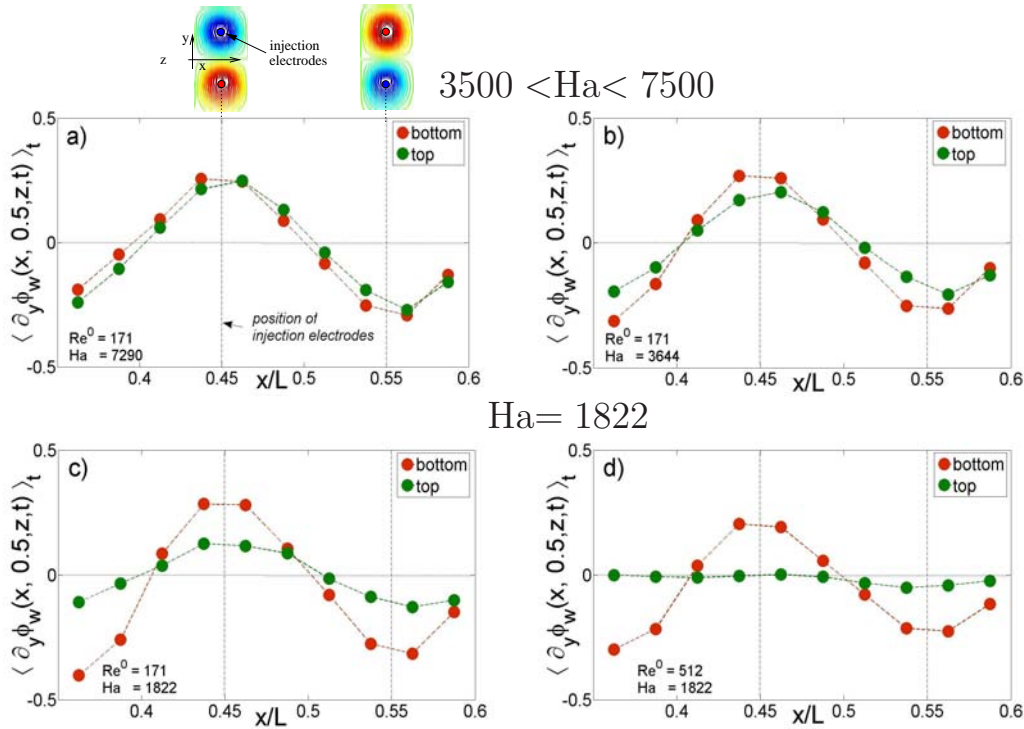 y
z
x
injection
electrodes
3500 <Ha< 7500
a)
bottom
top
0.5
0
-0.5
⟨ ∂yϕw(x, 0.5,z,t) ⟩t
position of
injection electrodes
Re⁰ = 171
Ha = 7290
0.4
0.45
0.5
0.55
0.6
x/L
b)
bottom
top
0.5
0
-0.5
⟨ ∂yϕw(x, 0.5,z,t) ⟩t
Re⁰ = 171
Ha = 3644
0.4
0.45
0.5
0.55
0.6
x/L
Ha= 1822
c)
bottom
top
0.5
0
-0.5
⟨ ∂yϕw(x, 0.5,z,t) ⟩t
Re⁰ = 171
Ha = 1822
0.4
0.45
0.5
0.55
0.6
x/L
d)
bottom
top
0.5
0
-0.5
⟨ ∂yϕw(x, 0.5,z,t) ⟩t
Re⁰ = 512
Ha = 1822
0.4
0.45
0.5
0.55
0.6
x/L